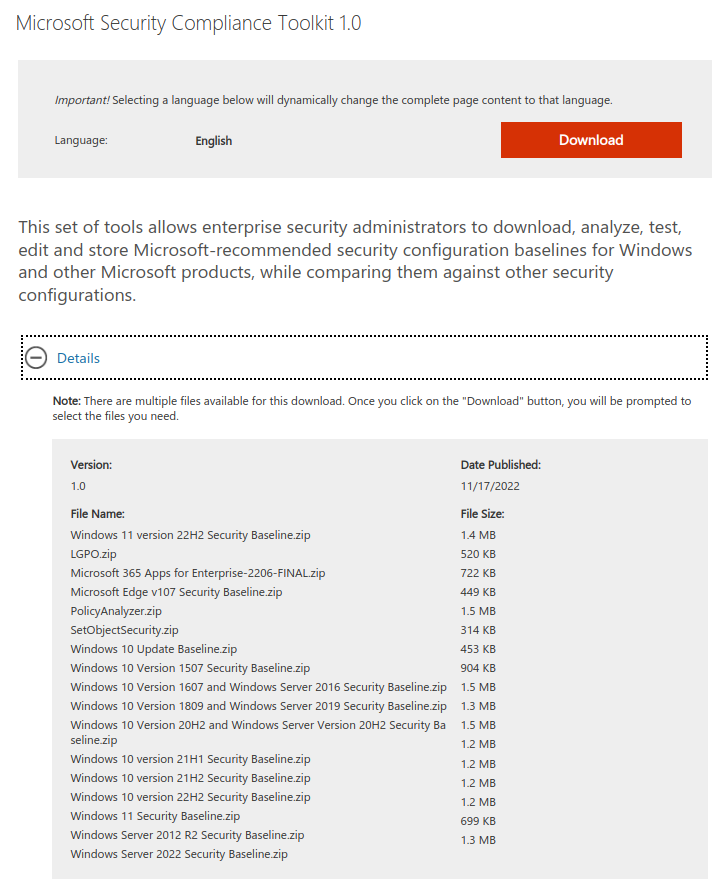 Microsoft Security Compliance Toolkit 1.0
Important! Selecting a language below will dynamically change the complete page content to that language.
Language: English Download
This set of tools allows enterprise security administrators to download, analyze, test,
edit and store Microsoft-recommended security configuration baselines for Windows
and other Microsoft products, while comparing them against other security
configurations.
Details
Note: There are multiple files available for this download. Once you click on the "Download" button, you will be prompted to
select the files you need.
Version: Date Published:
1.0 11/17/2022
File Name: File Size:
Windows 11 version 22H2 Security Baseline.zip 1.4 MB
LGPO.zip 520 KB
Microsoft 365 Apps for Enterprise-2206-FINAL.zip 722 KB
Microsoft Edge v107 Security Baseline.zip 449 KB
PolicyAnalyzer.zip 1.5 MB
SetObjectSecurity.zip 314 KB
Windows 10 Update Baseline.zip 453 KB
Windows 10 Version 1507 Security Baseline.zip 904 KB
Windows 10 Version 1607 and Windows Server 2016 Security Baseline.zip 1.5 MB
Windows 10 Version 1809 and Windows Server 2019 Security Baseline.zip 1.3 MB
Windows 10 Version 20H2 and Windows Server Version 20H2 Security Ba 1.5 MB
seline.zip 1.2 MB
Windows 10 version 21H1 Security Baseline.zip 1.2 MB
Windows 10 version 21H2 Security Baseline.zip 1.2 MB
Windows 10 version 22H2 Security Baseline.zip 1.2 MB
Windows 11 Security Baseline.zip 699 KB
Windows Server 2012 R2 Security Baseline.zip 1.3 MB
Windows Server 2022 Security Baseline.zip